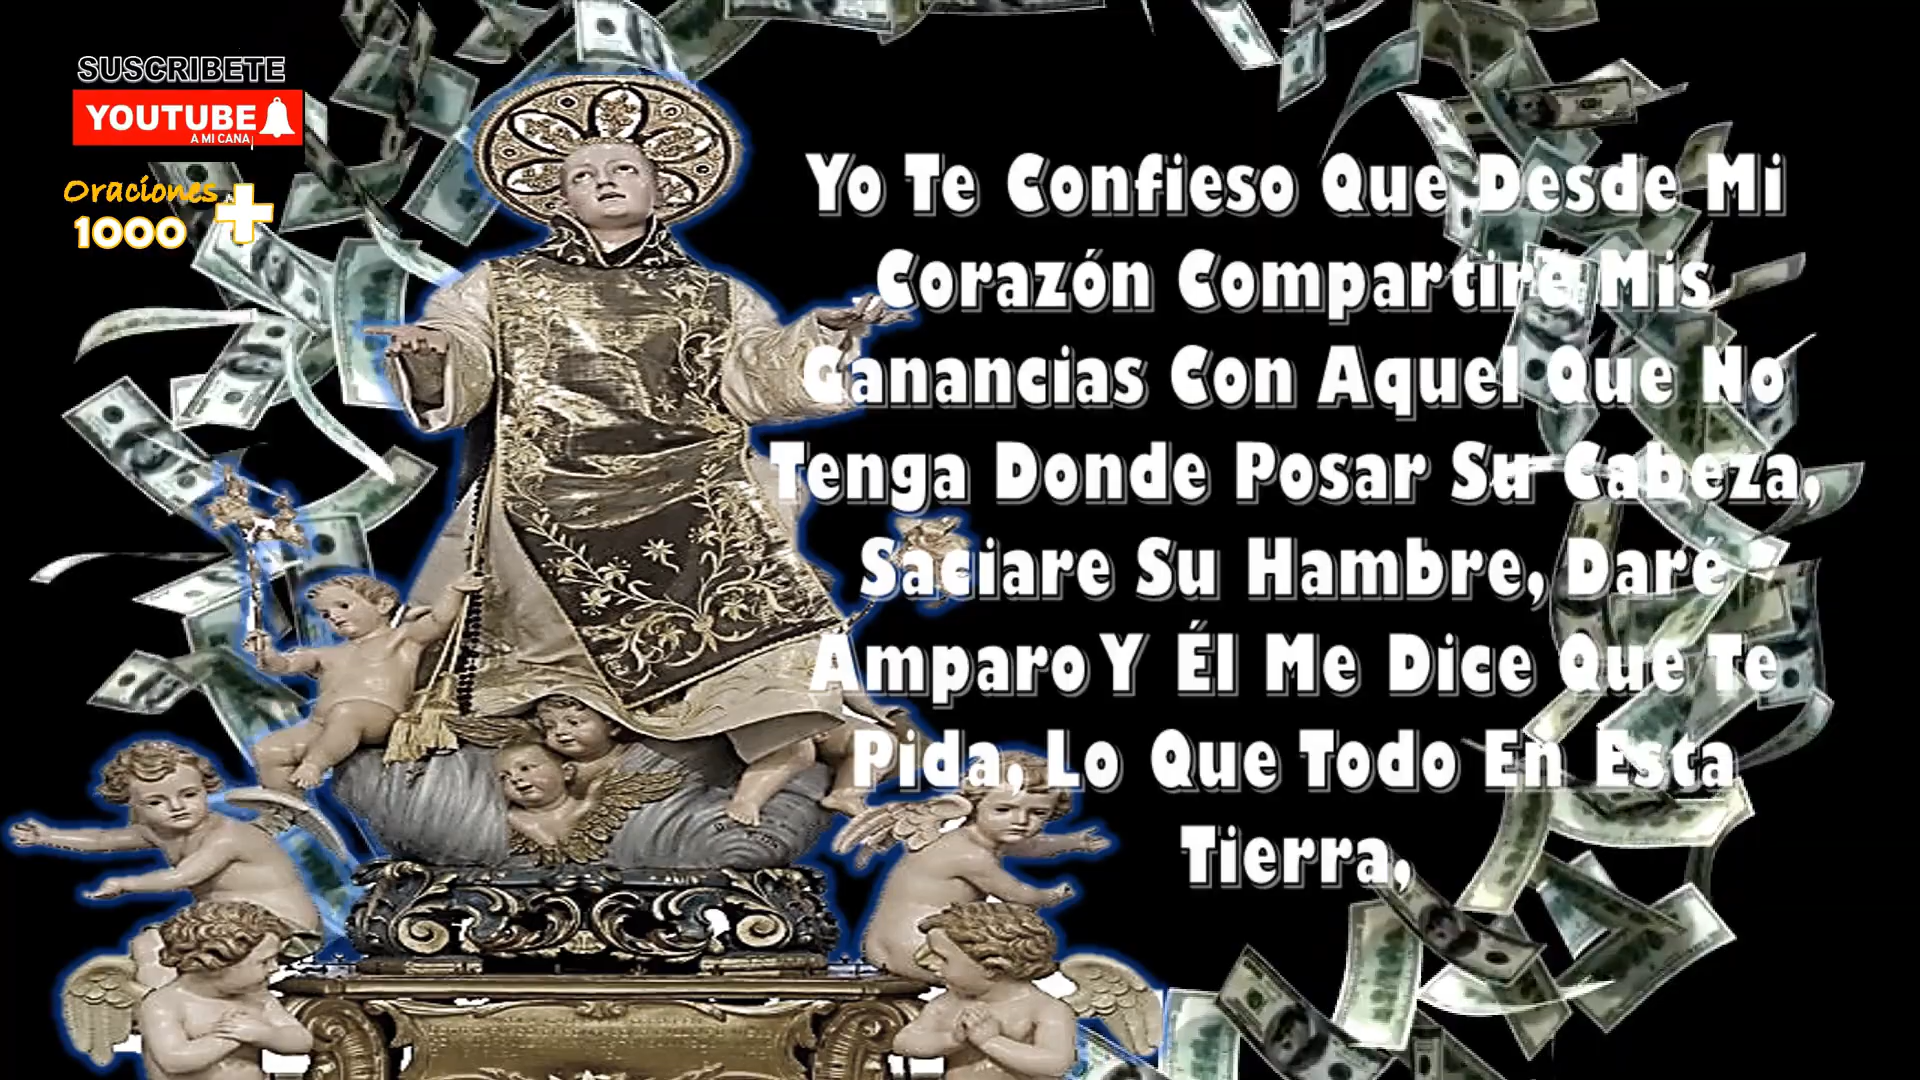 SUSCRIBETE
YOUTUBE
A MI CANA
Oraciones
1000
Yo Te Confieso Que Desde Mi
Corazón Compartiré Mis
Ganancias Con Aquel Que No
Tenga Donde Posar Su Cabeza,
Saciare Su Hambre, Daré
Amparo Y Él Me Dice Que Te
Pida, Lo Que Todo En Esta
Tierra,